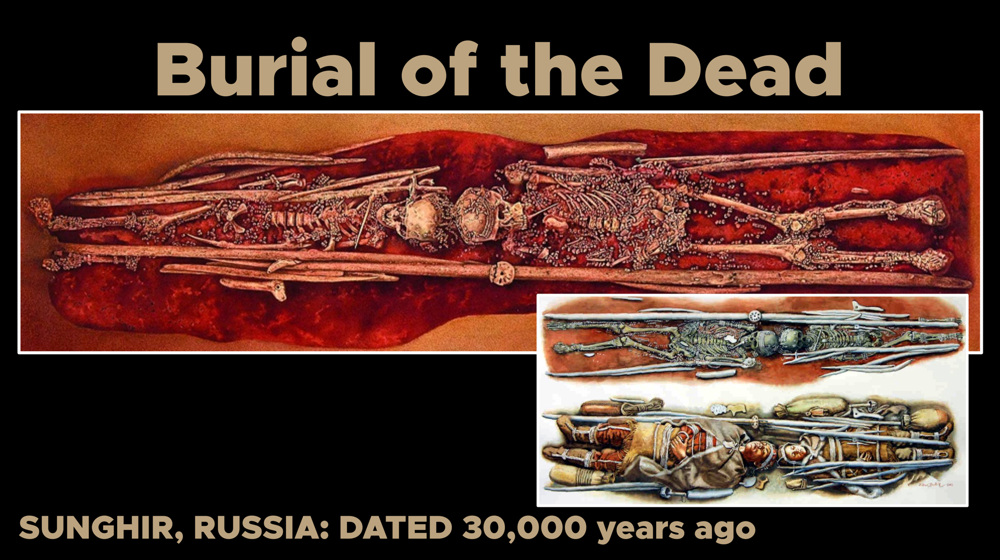 Burial of the Dead
SUNGHIR, RUSSIA: DATED 30,000 years ago